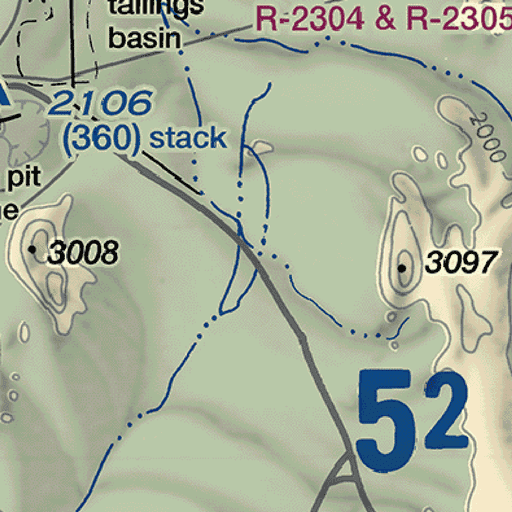 tailings
basin
R-2304 & R-2305
2106
(360) stack
2000
pit
3008
3097
52